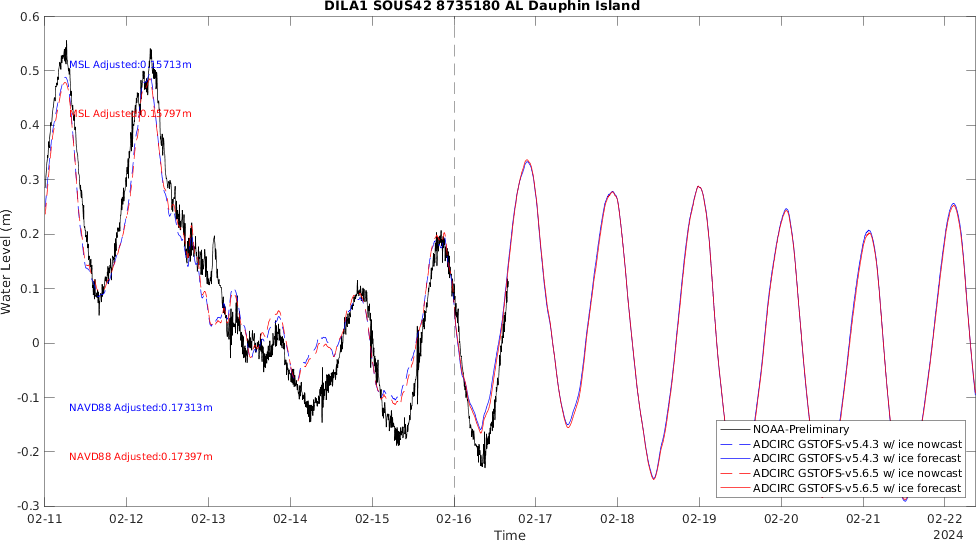 DILA1 SOUS42 8735180 AL Dauphin Island
0.6
0.5
0.4
0.3
0.2
0.1
0
-0.1
-0.2
-0.3
Water Level (m)
MSL Adjusted:0.15713m
MSL Adjusted:0.15797m
NAVD88 Adjusted:0.17313m
NAVD88 Adjusted:0.17397m
NOAA-Preliminary
ADCIRC GSTOFS-v5.4.3 w/ ice nowcast
ADCIRC GSTOFS-v5.4.3 w/ ice forecast
ADCIRC GSTOFS-v5.6.5 w/ ice nowcast
ADCIRC GSTOFS-v5.6.5 w/ ice forecast
02-11 02-12 02-13 02-14 02-15 02-16 02-17 02-18 02-19 02-20 02-21 02-22
Time 2024